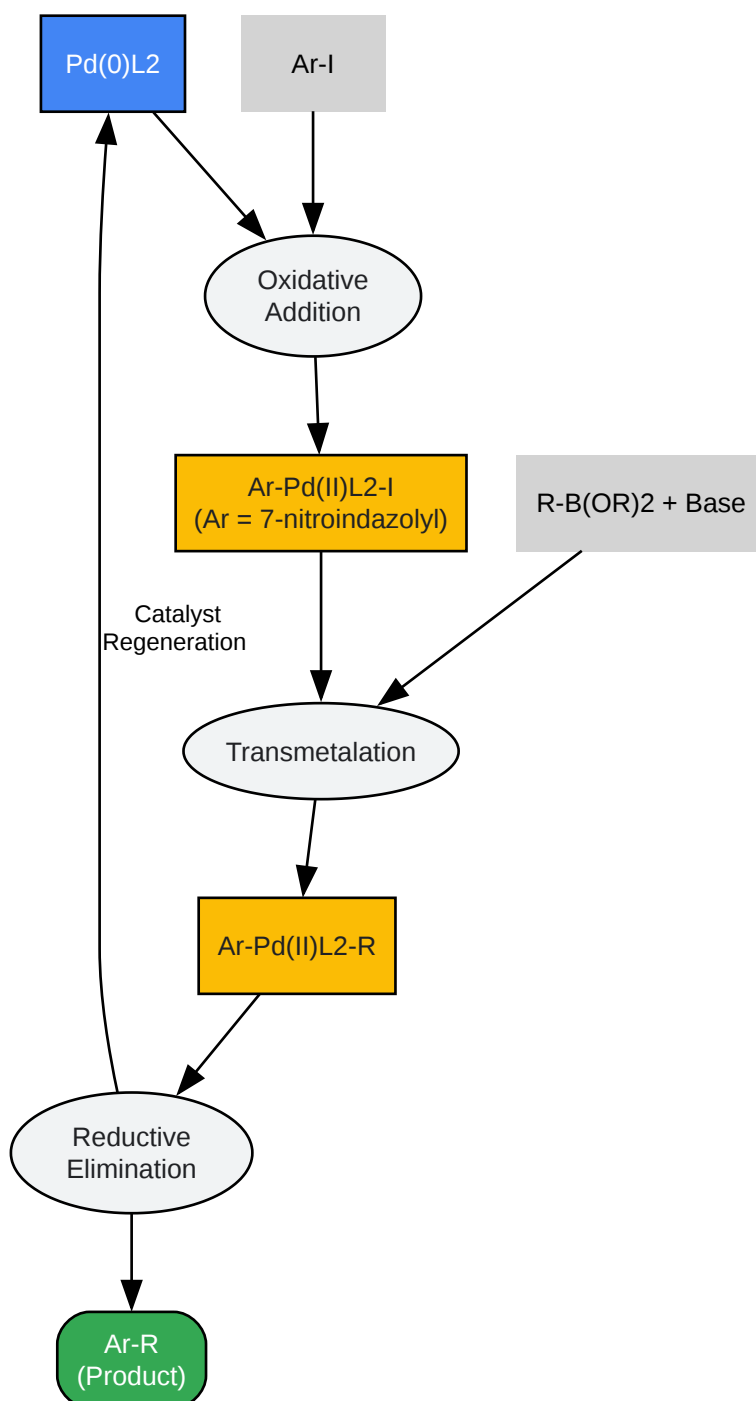 Pd(0)L2
Ar-I
Oxidative
Addition
Ar-Pd(II)L2-I
(Ar = 7-nitroindazolyl)
R-B(OR)2 + Base
Catalyst
Regeneration
Transmetalation
Ar-Pd(II)L2-R
Reductive
Elimination
Ar-R
(Product)